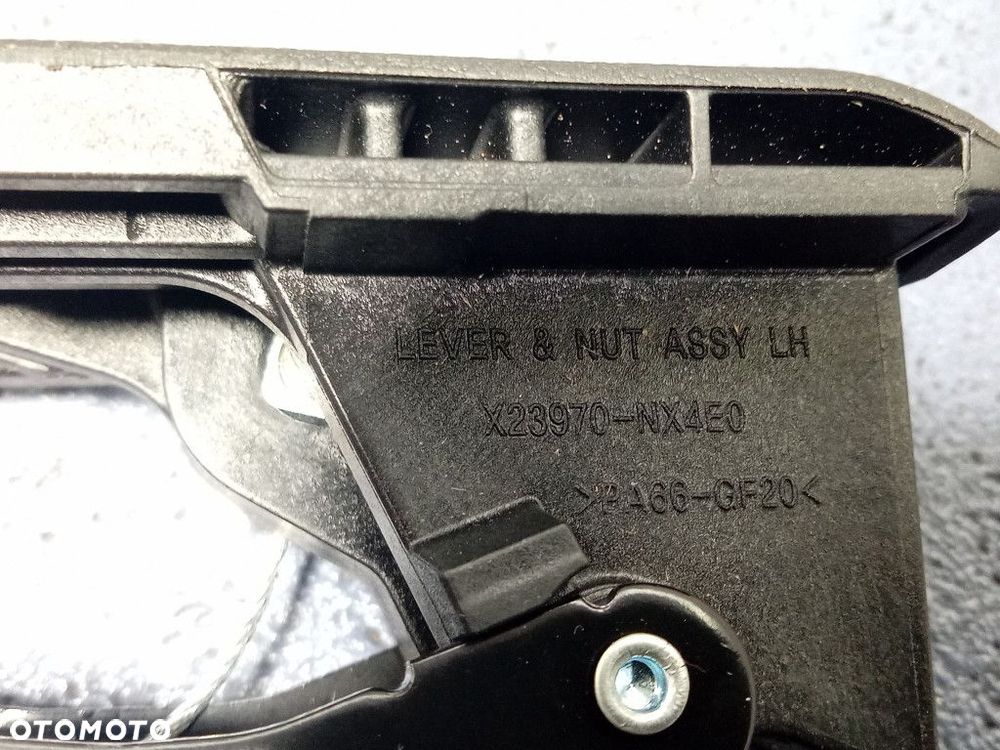 LEVER & NUT ASSY LH
X23970-NX4E0
>PA66-GF20<
OTOMOTO